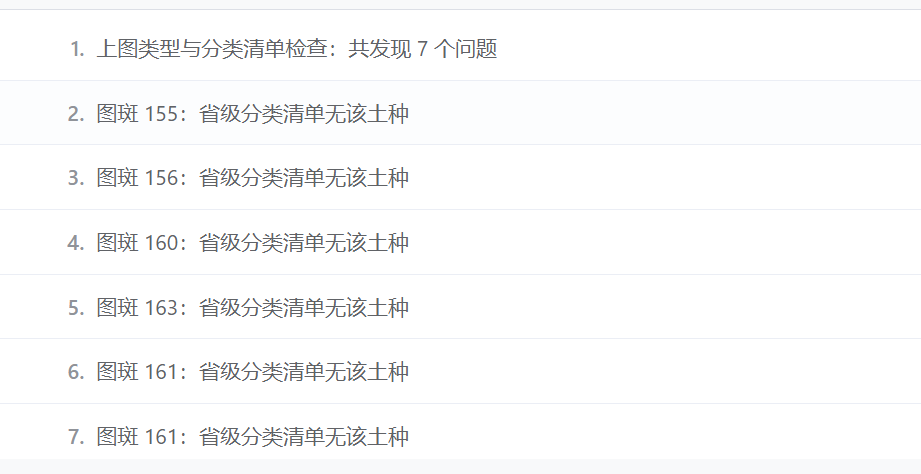 1. 上图类型与分类清单检查：共发现 7 个问题
2. 图斑 155：省级分类清单无该土种
3. 图斑 156：省级分类清单无该土种
4. 图斑 160：省级分类清单无该土种
5. 图斑 163：省级分类清单无该土种
6. 图斑 161：省级分类清单无该土种
7. 图斑 161：省级分类清单无该土种